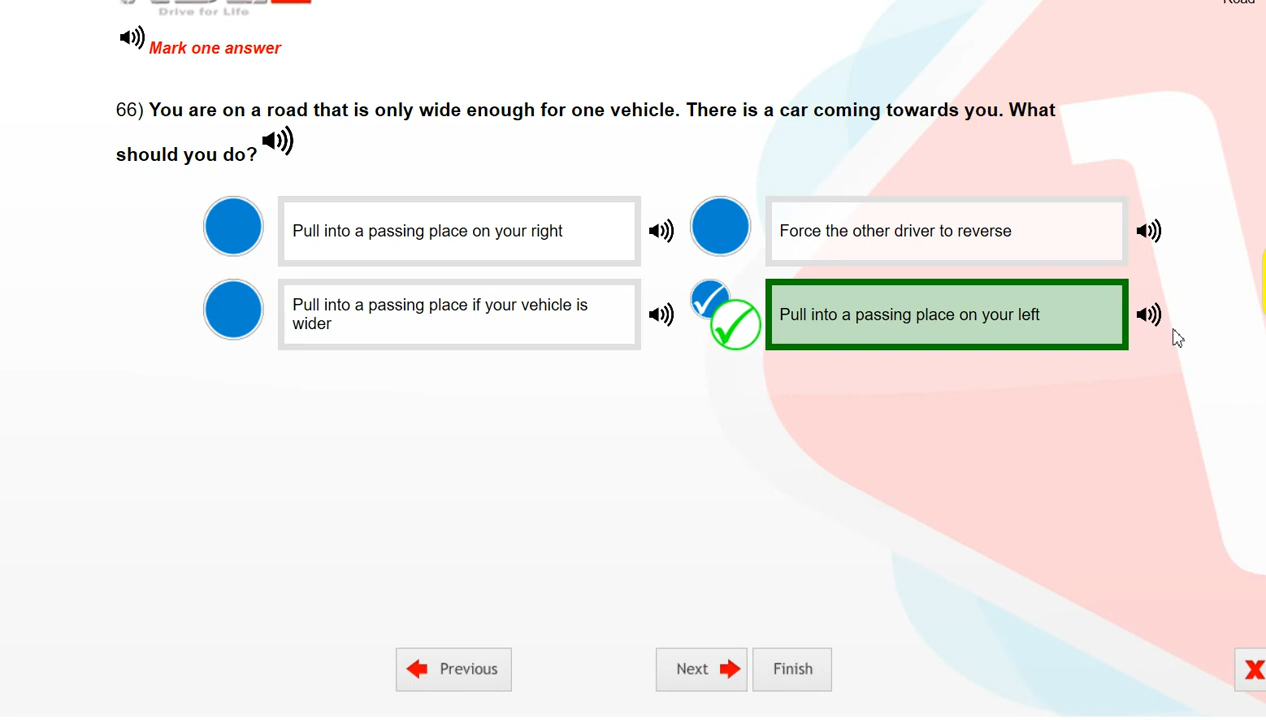 Drive for Life
Mark one answer
66) You are on a road that is only wide enough for one vehicle. There is a car coming towards you. What
should you do?
Pull into a passing place on your right
Force the other driver to reverse
Pull into a passing place if your vehicle is
wider
Pull into a passing place on your left
Previous
Next
Finish
X